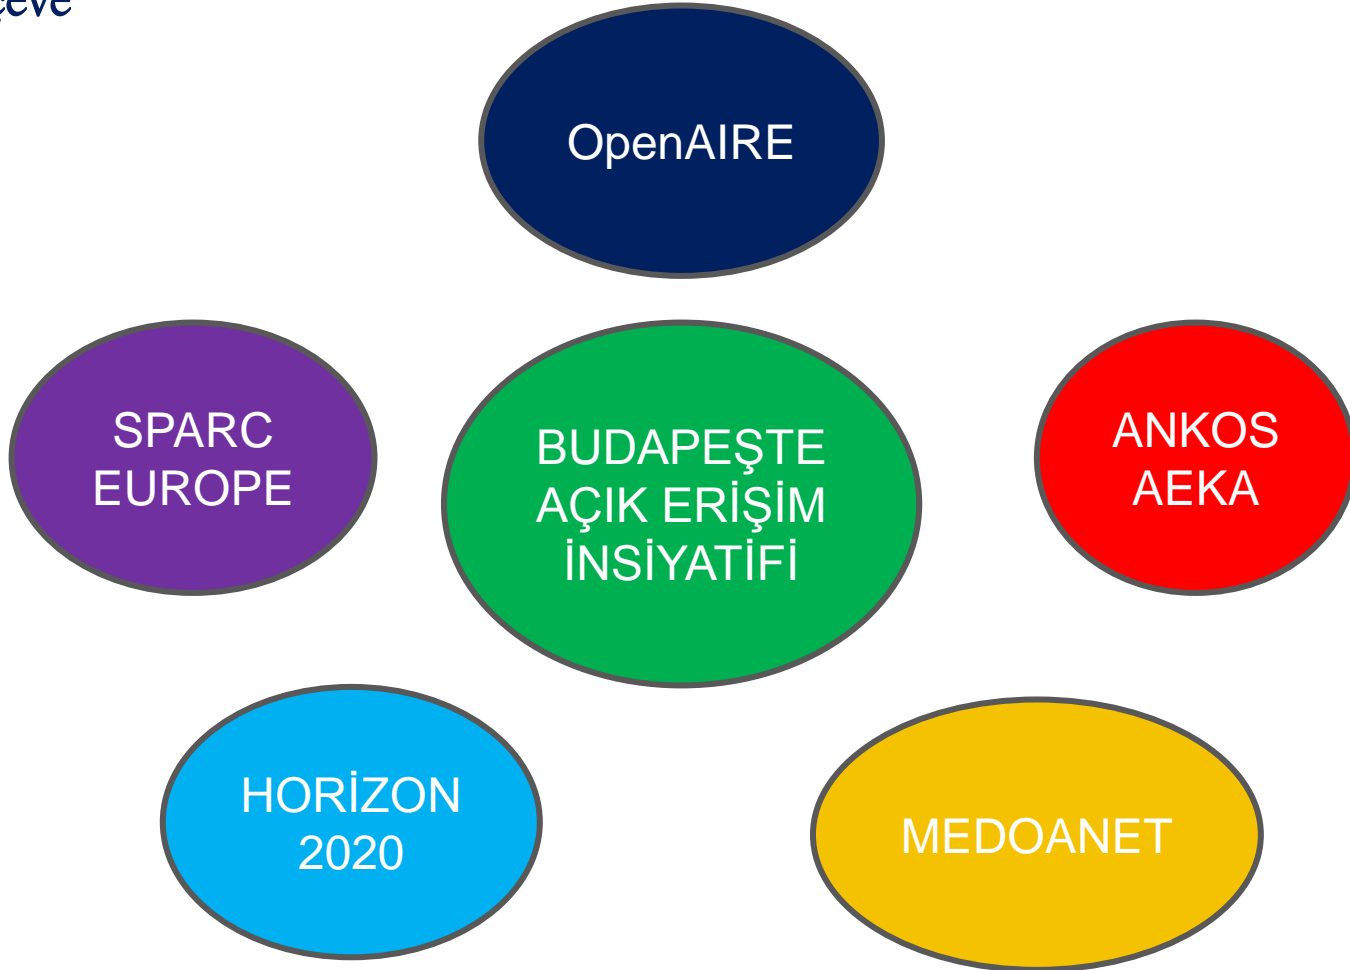 OpenAIRE
SPARC
EUROPE
BUDAPEŞTE
AÇIK ERİŞİM
İNSİYATİFİ
ANKOS
AEKA
HORİZON
2020
MEDOANET